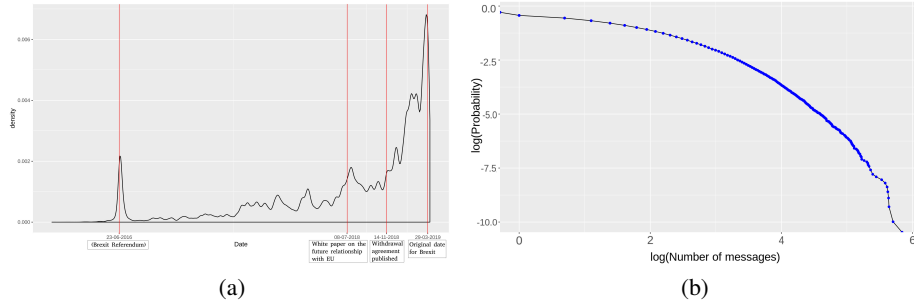 0.006
0.004
0.002
0.000
density
23-06-2016
08-07-2018
14-11-2018
29-03-2019
Date
(Brexit Referendum)
White paper on the
future relationship
with EU
Withdrawal
agreement
published
Original date
for Brexit
(a)
0.0
-2.5
-5.0
-7.5
-10.0
log(Probability)
0
2
4
6
log(Number of messages)
(b)